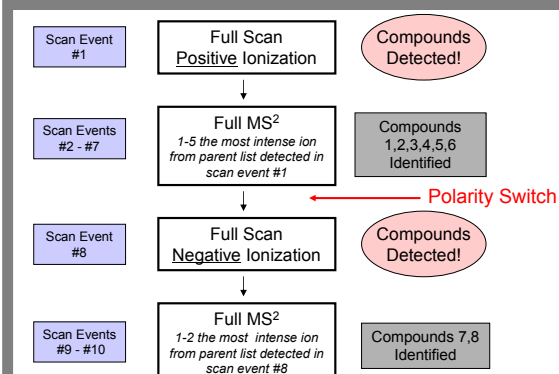 Scan Event
#1
Full Scan
Positive Ionization
Compounds
Detected!
Scan Events
#2 - #7
Full MS2
1-5 the most intense ion
from parent list detected in
scan event #1
Compounds
1,2,3,4,5,6
Identified
Polarity Switch
Scan Event
#8
Full Scan
Negative Ionization
Compounds
Detected!
Scan Events
#9 - #10
Full MS2
1-2 the most intense ion
from parent list detected in
scan event #8
Compounds 7,8
Identified